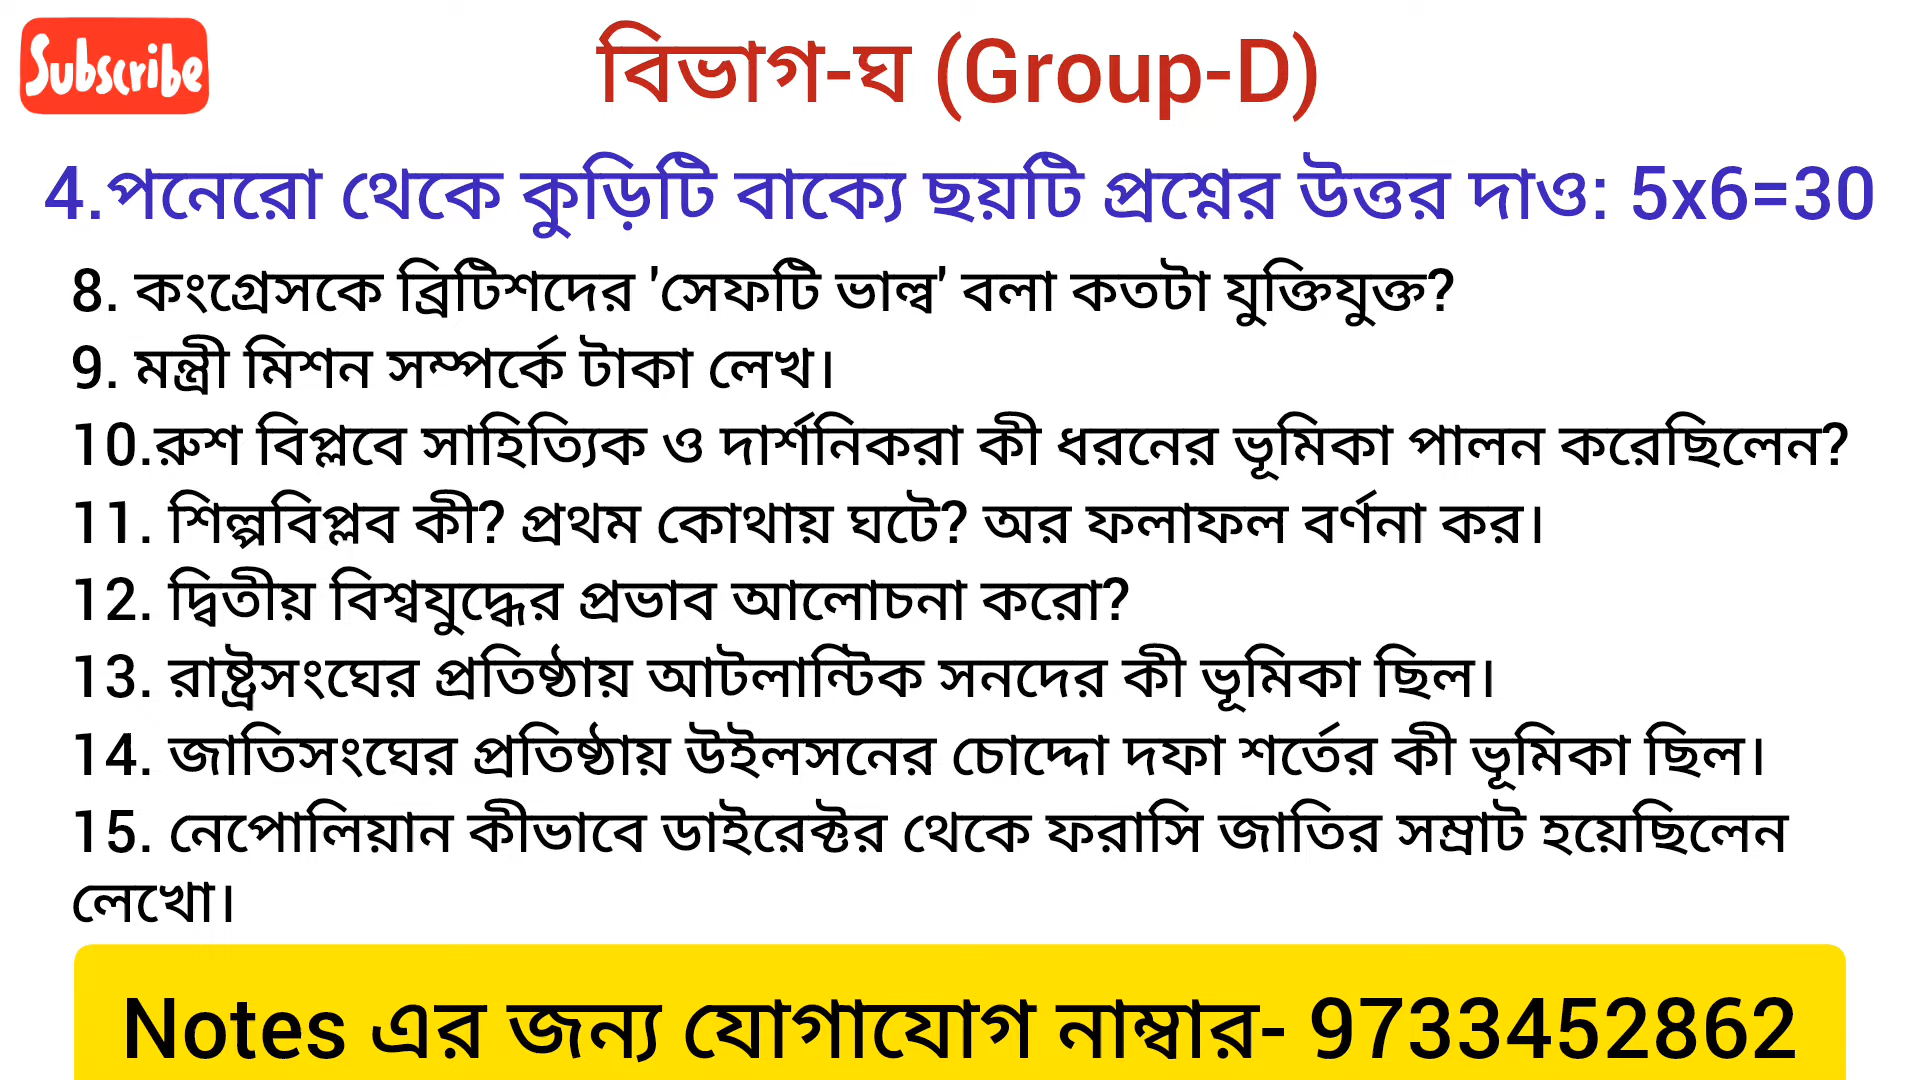 Subscribe
বিভাগ-ঘ (Group-D)
4.পনেরো থেকে কুড়িটি বাক্যে ছয়টি প্রশ্নের উত্তর দাও: 5x6=30
8. কংগ্রেসকে ব্রিটিশদের 'সেফটি ভাল্ব' বলা কতটা যুক্তিযুক্ত?
9. মন্ত্রী মিশন সম্পর্কে টাকা লেখ।
10.রুশ বিপ্লবে সাহিত্যিক ও দার্শনিকরা কী ধরনের ভূমিকা পালন করেছিলেন?
11. শিল্পবিপ্লব কী? প্রথম কোথায় ঘটে? অর ফলাফল বর্ণনা কর।
12. দ্বিতীয় বিশ্বযুদ্ধের প্রভাব আলোচনা করো?
13. রাষ্ট্রসংঘের প্রতিষ্ঠায় আটলান্টিক সনদের কী ভূমিকা ছিল।
14. জাতিসংঘের প্রতিষ্ঠায় উইলসনের চোদ্দো দফা শর্তের কী ভূমিকা ছিল।
15. নেপোলিয়ান কীভাবে ডাইরেক্টর থেকে ফরাসি জাতির সম্রাট হয়েছিলেন
লেখো।
Notes এর জন্য যোগাযোগ নাম্বার- 9733452862